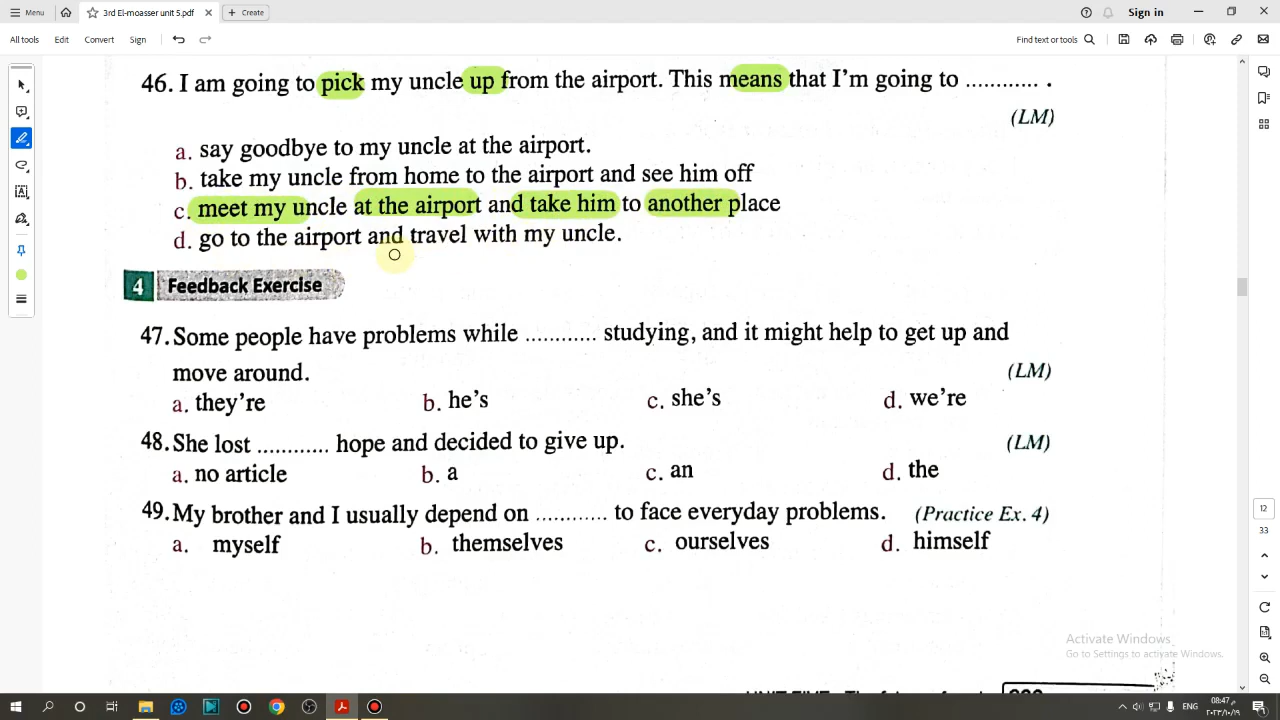 Menu
3rd El-moasser unit 5.pdf
Create
Sign in
All tools Edit Convert Sign
Find text or tools
46. I am going to pick my uncle up from the airport. This means that I'm going to ............ .
(LM)
a. say goodbye to my uncle at the airport.
b. take my uncle from home to the airport and see him off
c. meet my uncle at the airport and take him to another place
d. go to the airport and travel with my uncle.
4 Feedback Exercise
47. Some people have problems while ............ studying, and it might help to get up and
move around. (LM)
a. they're b. he's c. she's d. we're
48. She lost ............ hope and decided to give up. (LM)
a. no article b. a c. an d. the
49. My brother and I usually depend on ............ to face everyday problems. (Practice Ex. 4)
a. myself b. themselves c. ourselves d. himself
12
33
Activate Windows
Go to Settings to activate Windows.
ENG
08:47 م
٢٠٢٣/١٠/١٩